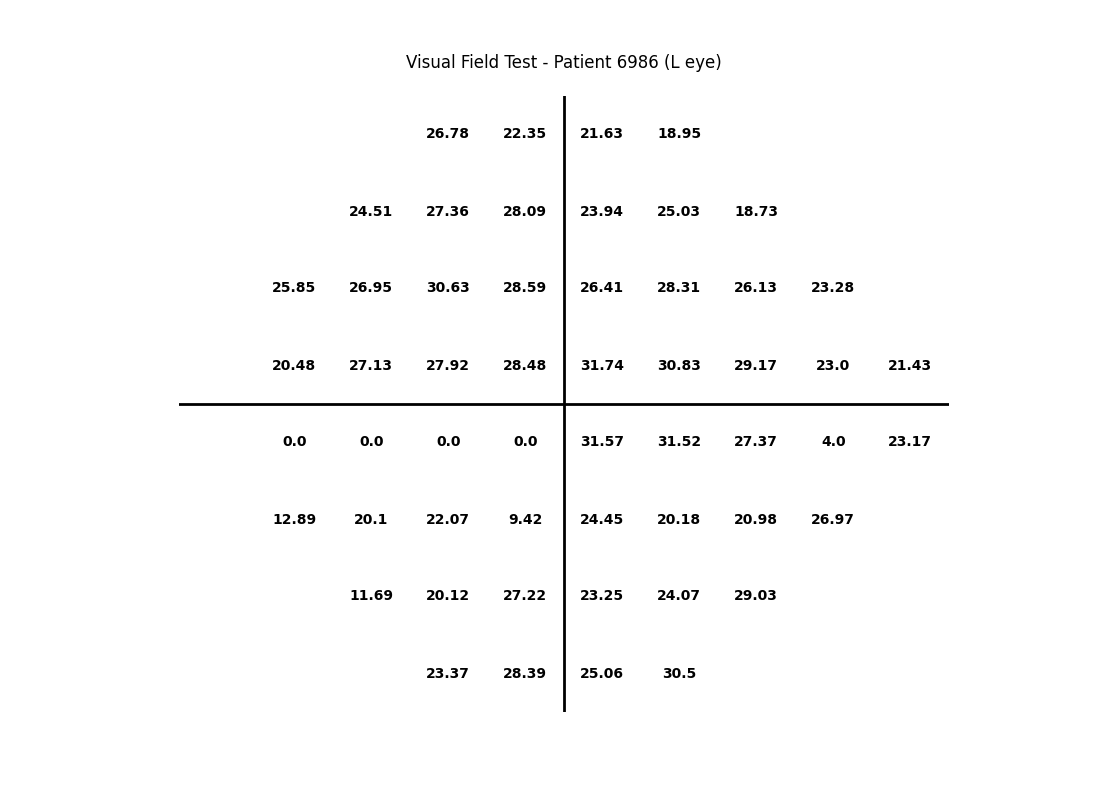 Visual Field Test - Patient 6986 (L eye)
26.78 22.35 21.63 18.95
24.51 27.36 28.09 23.94 25.03 18.73
25.85 26.95 30.63 28.59 26.41 28.31 26.13 23.28
20.48 27.13 27.92 28.48 31.74 30.83 29.17 23.0 21.43
0.0 0.0 0.0 0.0 31.57 31.52 27.37 4.0 23.17
12.89 20.1 22.07 9.42 24.45 20.18 20.98 26.97
11.69 20.12 27.22 23.25 24.07 29.03
23.37 28.39 25.06 30.5